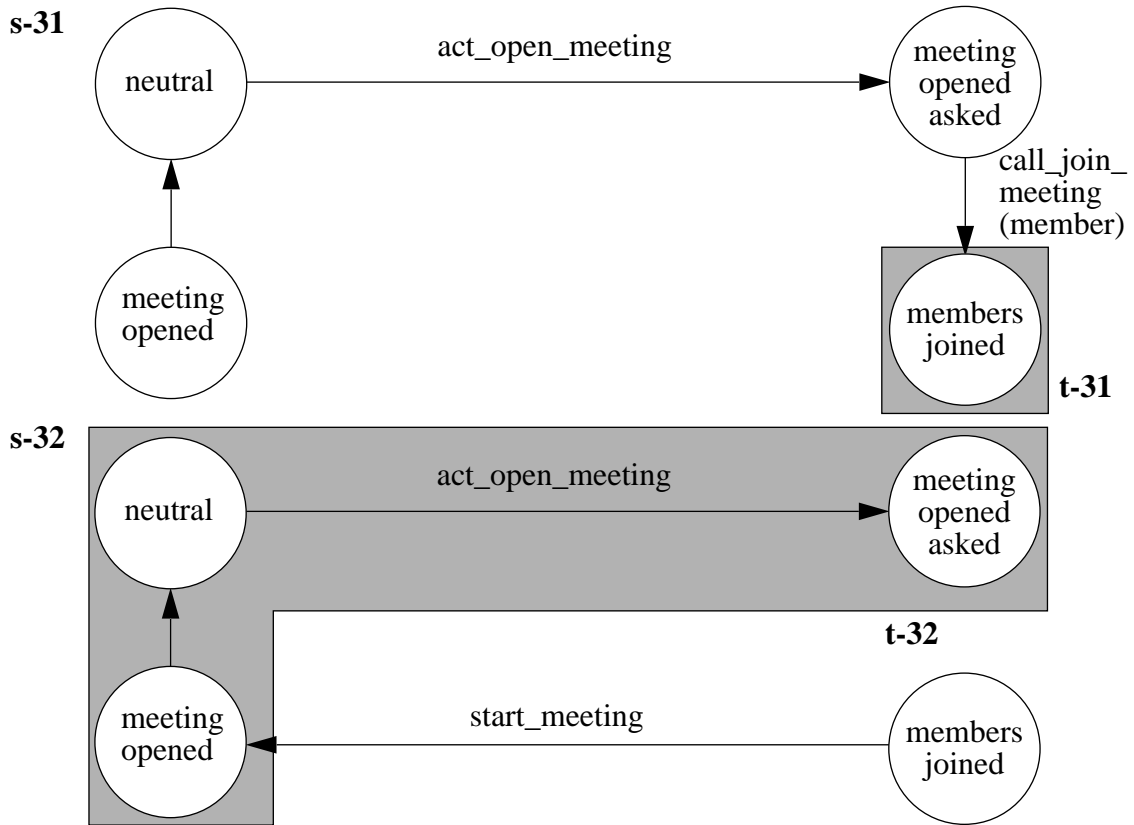 s-31
neutral
act_open_meeting
meeting
opened
asked
call_join_
meeting
(member)
meeting
opened
members
joined
t-31
s-32
neutral
act_open_meeting
meeting
opened
asked
t-32
meeting
opened
start_meeting
members
joined